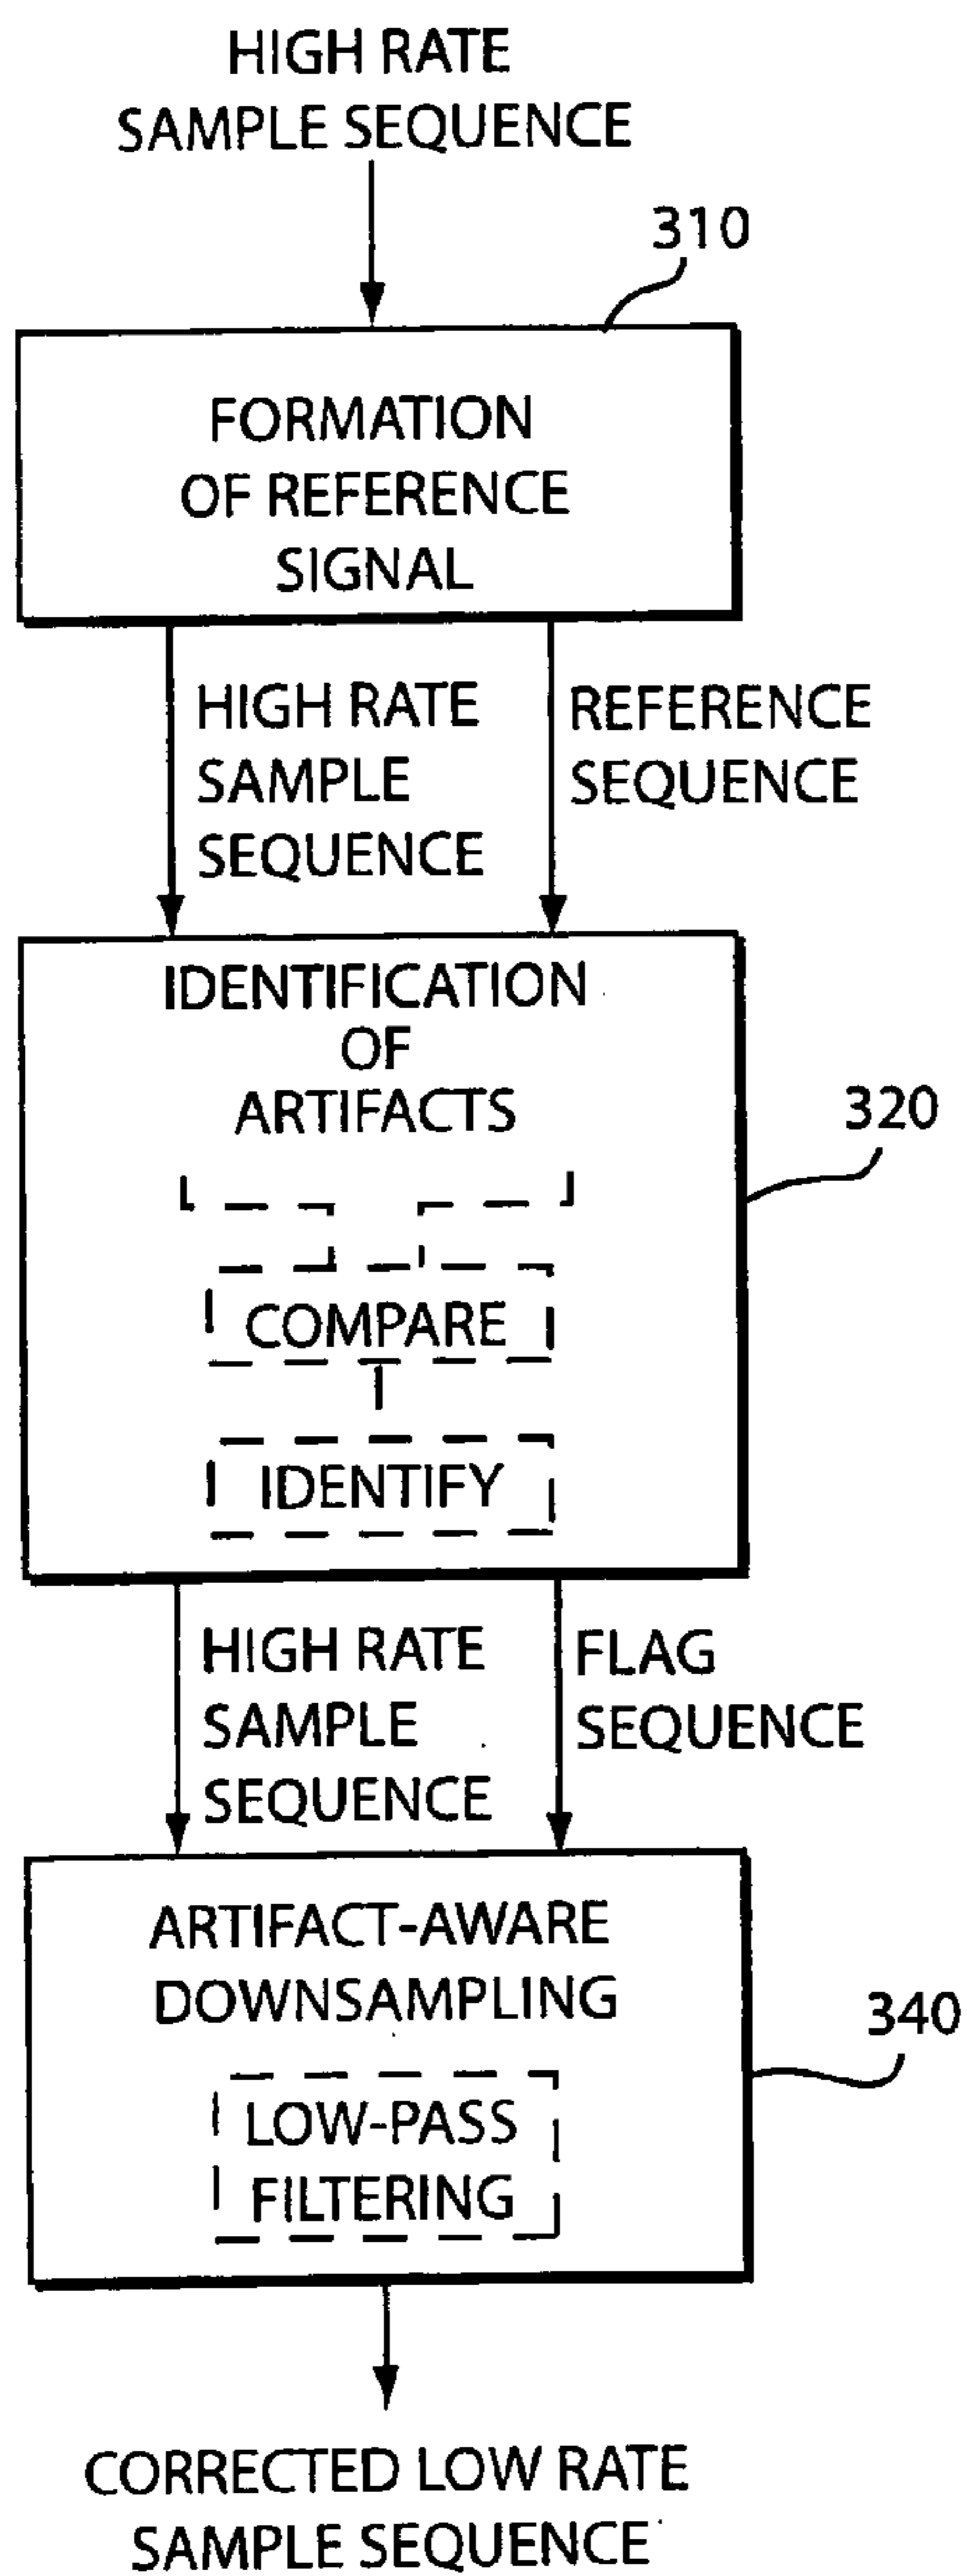 HIGH RATE
SAMPLE SEQUENCE
310
FORMATION
OF REFERENCE
SIGNAL
HIGH RATE
SAMPLE
SEQUENCE
REFERENCE
SEQUENCE
IDENTIFICATION
OF
ARTIFACTS
320
COMPARE
IDENTIFY
HIGH RATE
SAMPLE
SEQUENCE
FLAG
SEQUENCE
ARTIFACT-AWARE
DOWNSAMPLING
340
LOW-PASS
FILTERING
CORRECTED LOW RATE
SAMPLE SEQUENCE